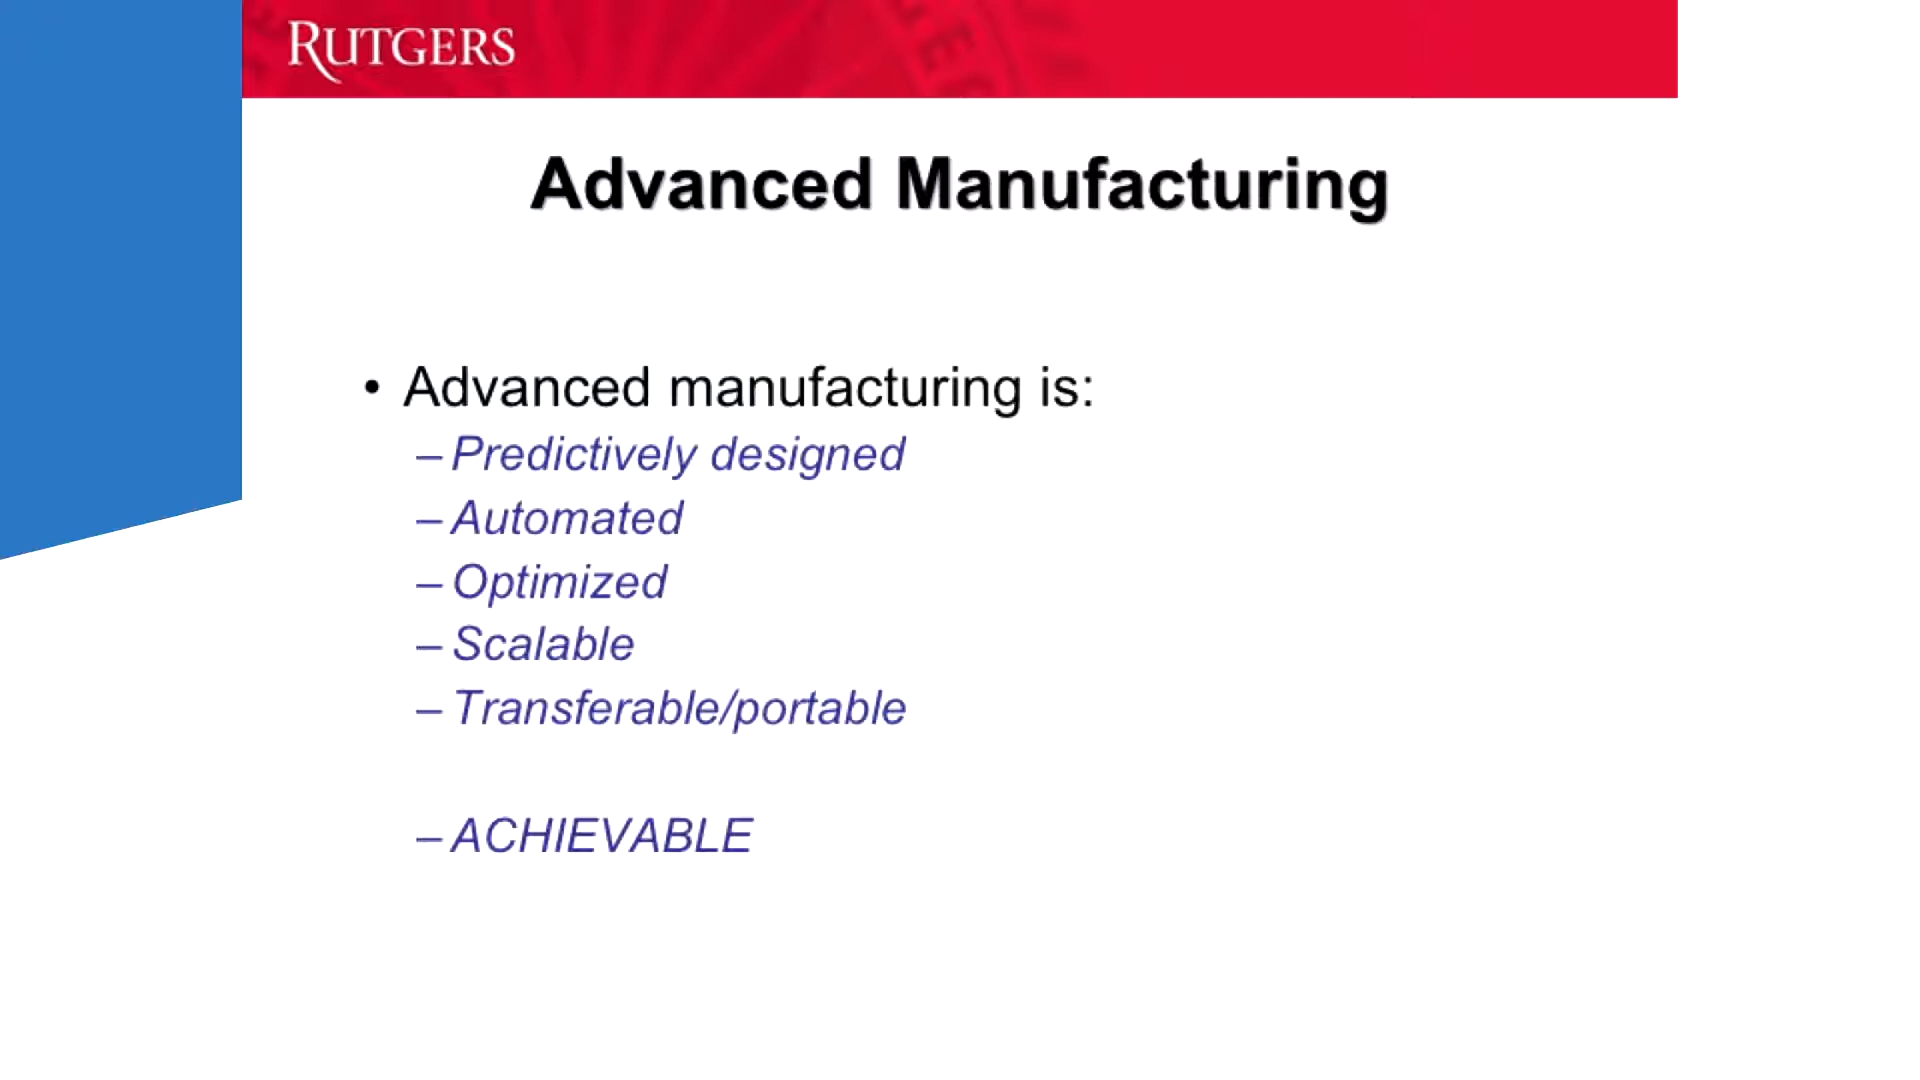 RUTGERS
Advanced Manufacturing
• Advanced manufacturing is:
– Predictively designed
– Automated
– Optimized
– Scalable
– Transferable/portable
– ACHIEVABLE